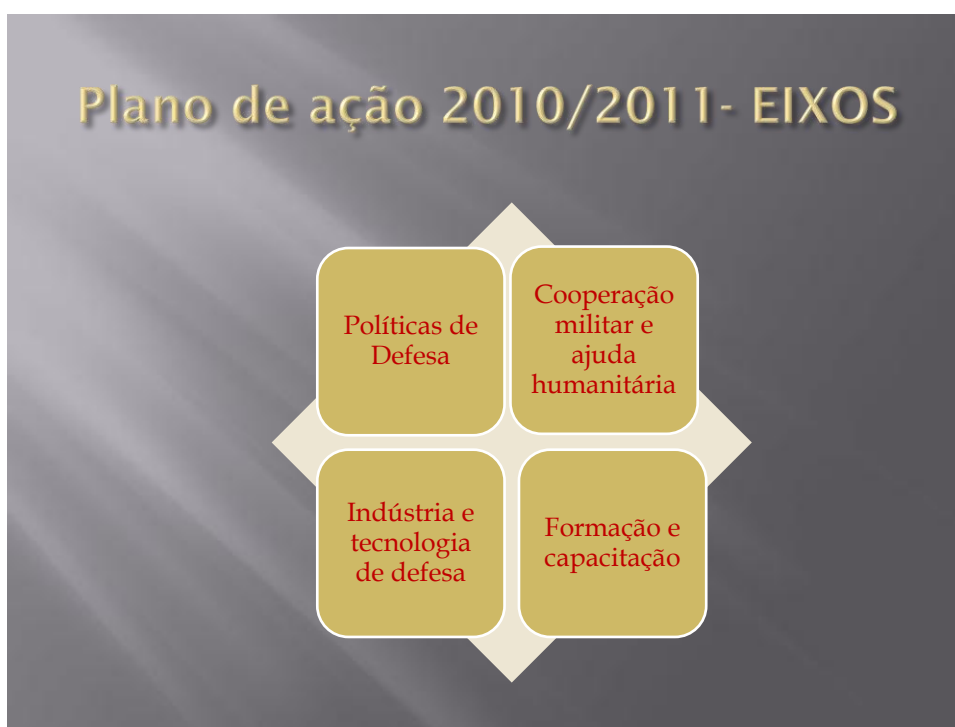 Plano de ação 2010/2011- EIXOS
Políticas de
Defesa
Cooperação
militar e
ajuda
humanitária
Indústria e
tecnologia
de defesa
Formação e
capacitação